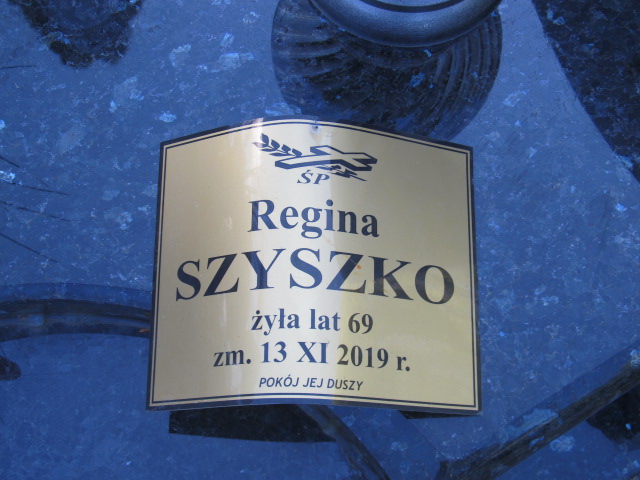 ŚP
Regina
SZYSZKO
żyła lat 69
zm. 13 XI 2019 r.
POKÓJ JEJ DUSZY